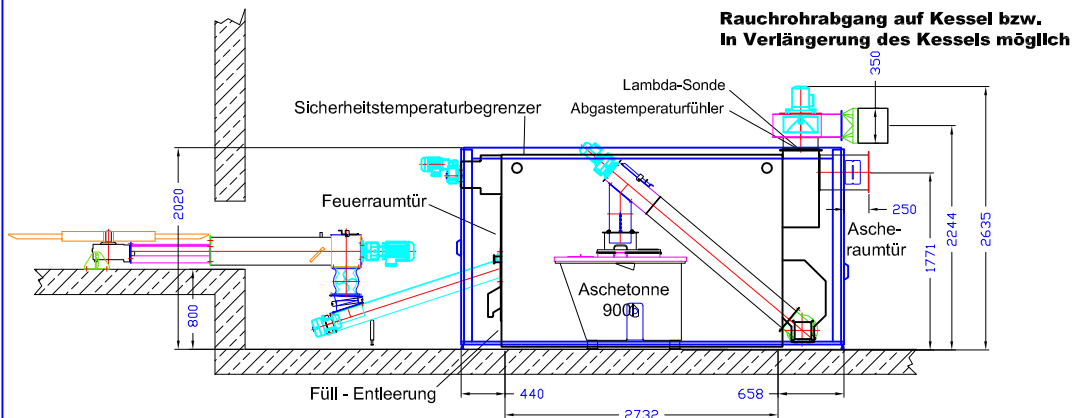 Rauchrohrabgang auf Kessel bzw.
In Verlängerung des Kessels möglich
350
Lambda-Sonde
Abgastemperaturfühler
Sicherheitstemperaturbegrenzer
2020
Feuerraumtür
250
Asche-
raumtür
1771
2244
2635
800
Aschetonne
900l
Füll - Entleerung
440
658
2732